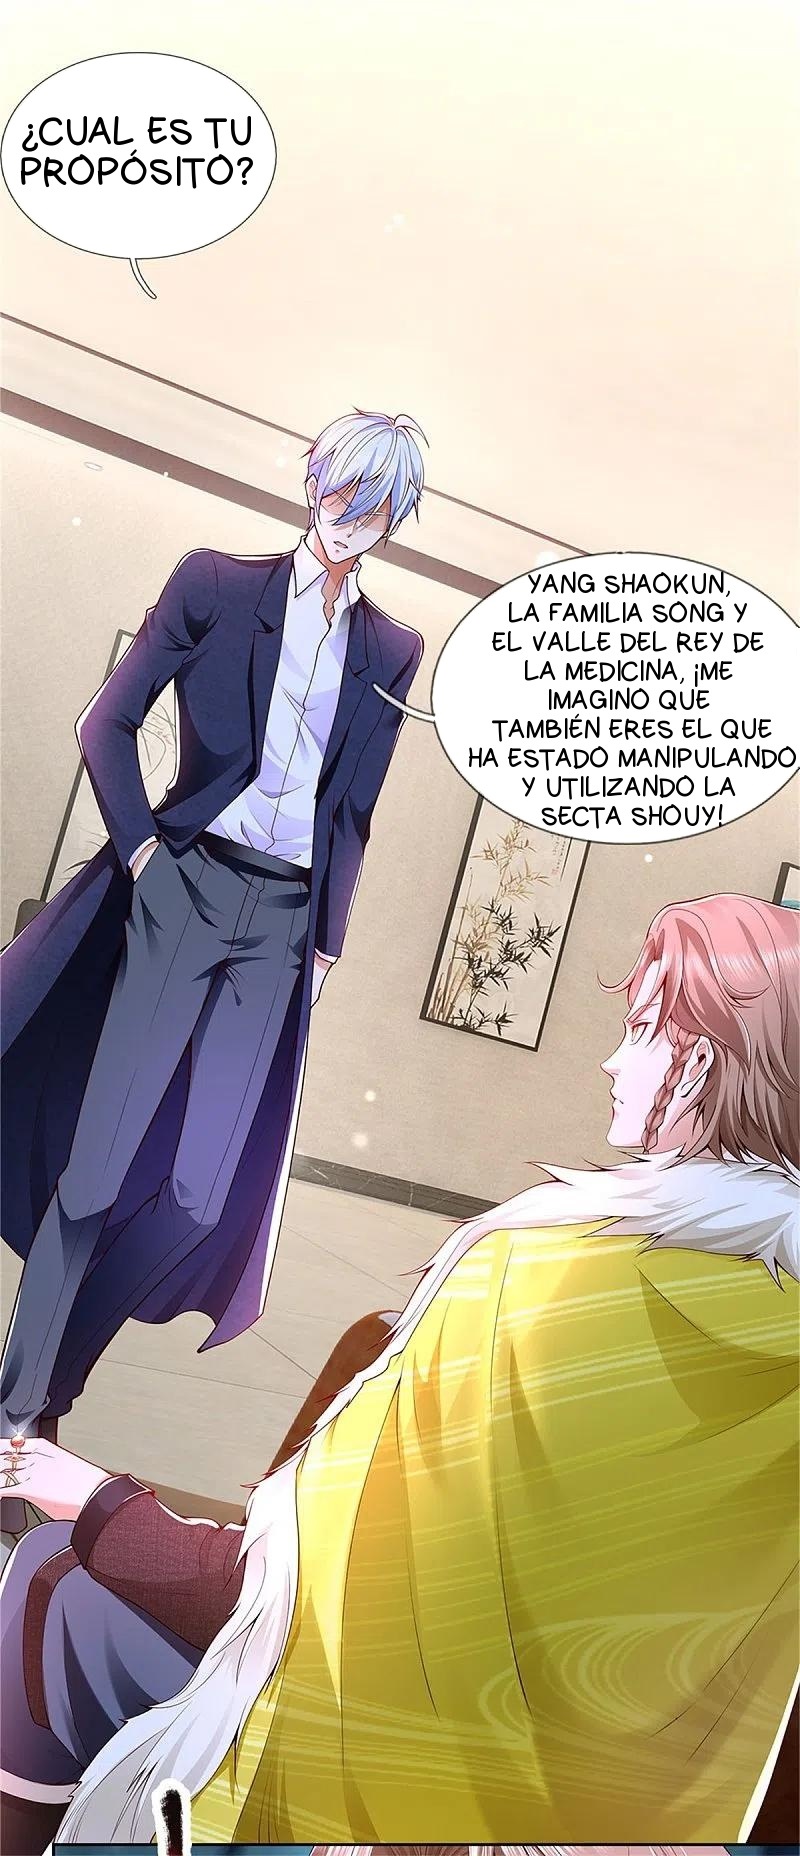 ¿CUAL ES TU
PROPÓSITO?
YANG SHAOKUN,
LA FAMILIA SONG Y
EL VALLE DEL REY DE
LA MEDICINA, ¡ME
IMAGINO QUE
TAMBIÉN ERES EL QUE
HA ESTADO MANIPULANDO
Y UTILIZANDO LA
SECTA SHOUY!